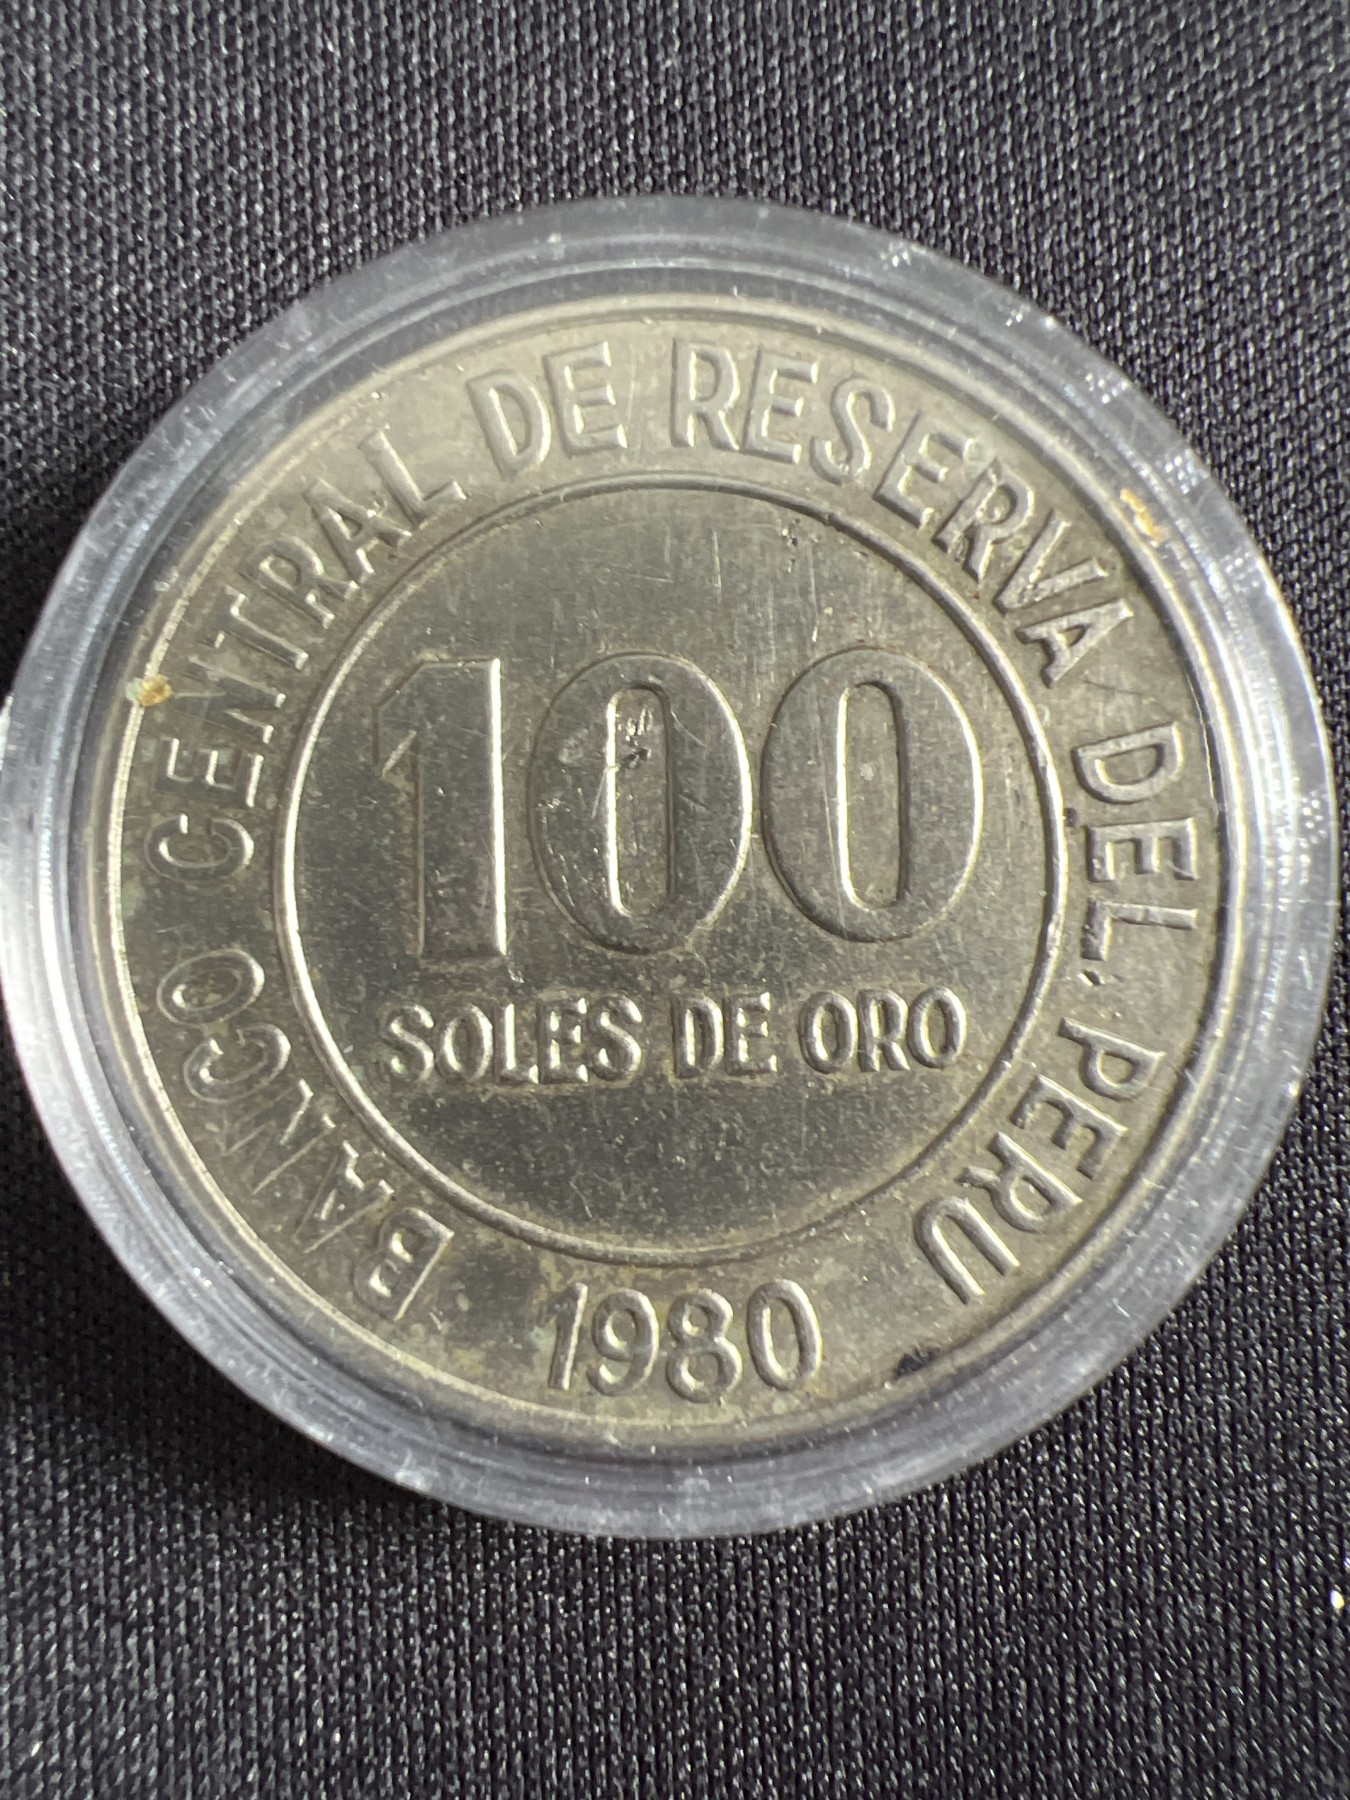 BANCO CENTRAL DE RESERVA DEL PERU
100
SOLES DE ORO
1980